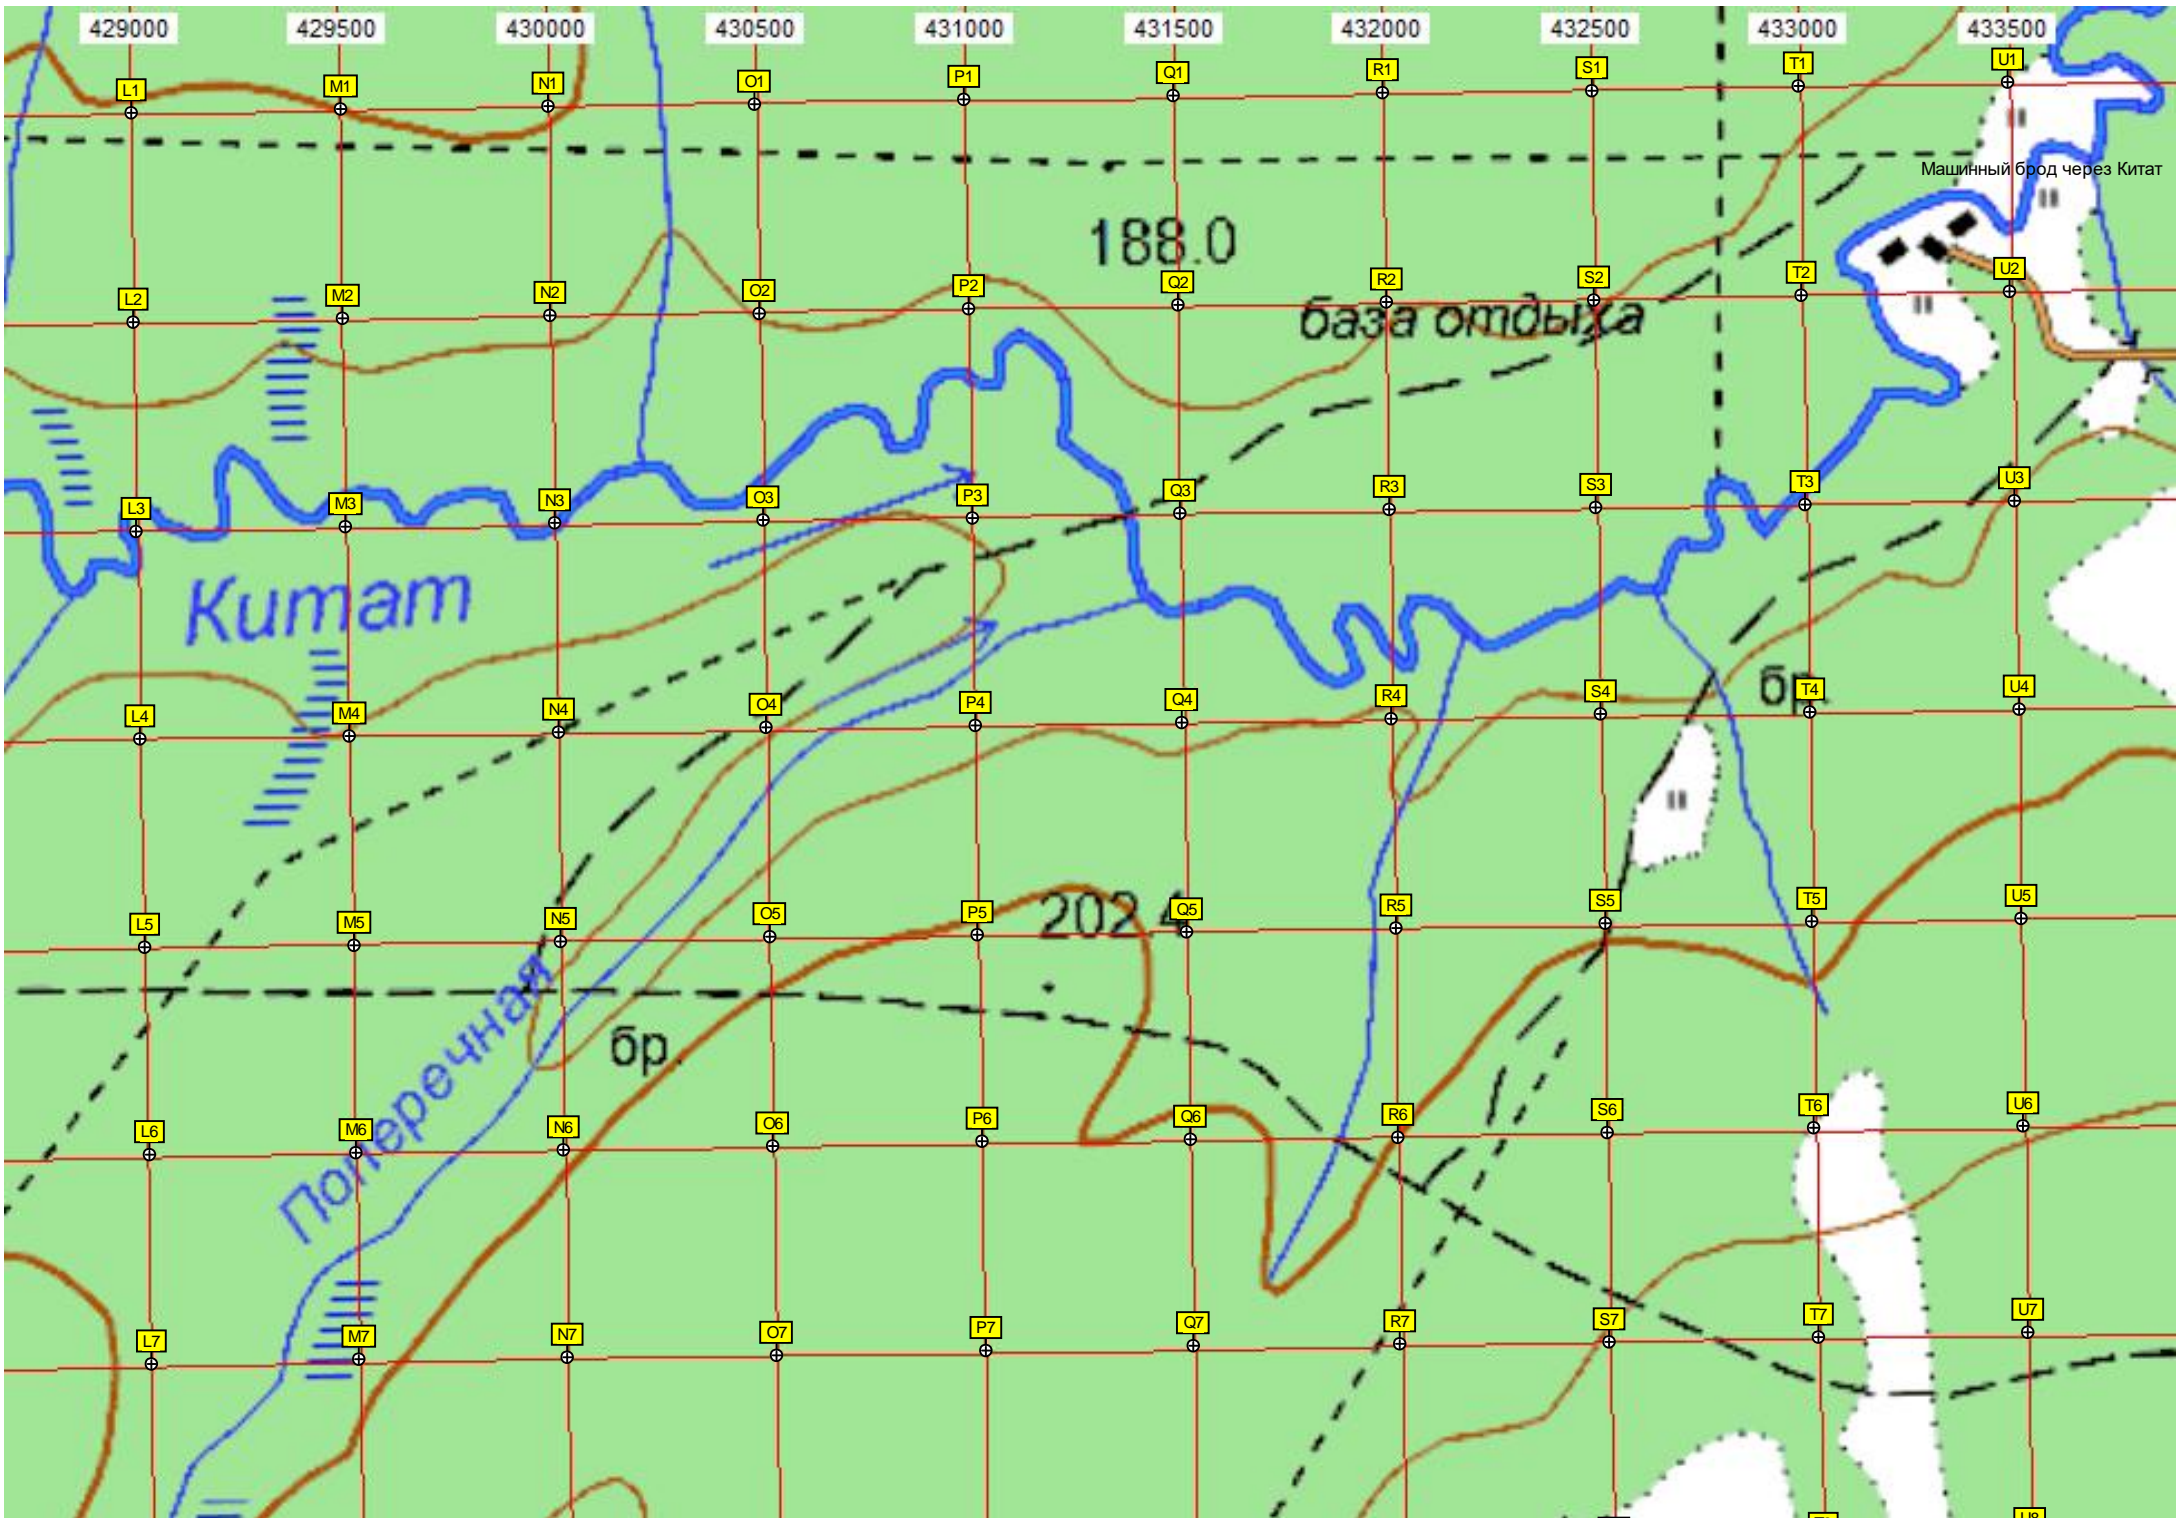 429000 429500 430000 430500 431000 431500 432000 432500 433000 433500
L1 M1 N1 O1 P1 Q1 R1 S1 T1 U1
Машинный брод через Китат
188.0
L2 M2 N2 O2 P2 Q2 R2 S2 T2 U2
база отдыха
L3 M3 N3 O3 P3 Q3 R3 S3 T3 U3
Китат
бр.
L4 M4 N4 O4 P4 Q4 R4 S4 T4 U4
202.4
L5 M5 N5 O5 P5 Q5 R5 S5 T5 U5
Поперечная
бр.
L6 M6 N6 O6 P6 Q6 R6 S6 T6 U6
L7 M7 N7 O7 P7 Q7 R7 S7 T7 U7